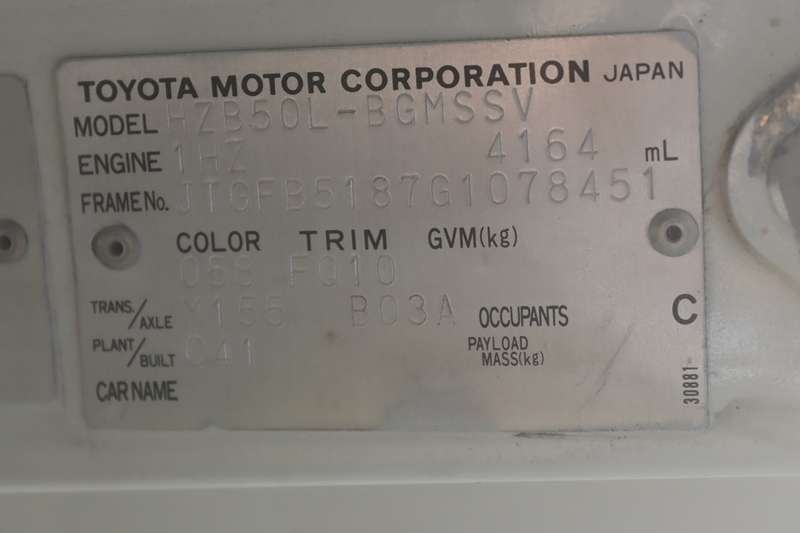 TOYOTA MOTOR CORPORATION JAPAN
MODEL HZB50L-BGMSSV
ENGINE 1HZ 4164 mL
FRAME No. JTGFB5187G1078451
COLOR TRIM GVM(kg)
058 FQ10
TRANS./AXLE Y155 B03A OCCUPANTS C
PLANT/BUILT C41 PAYLOAD MASS(kg)
CAR NAME
30881-